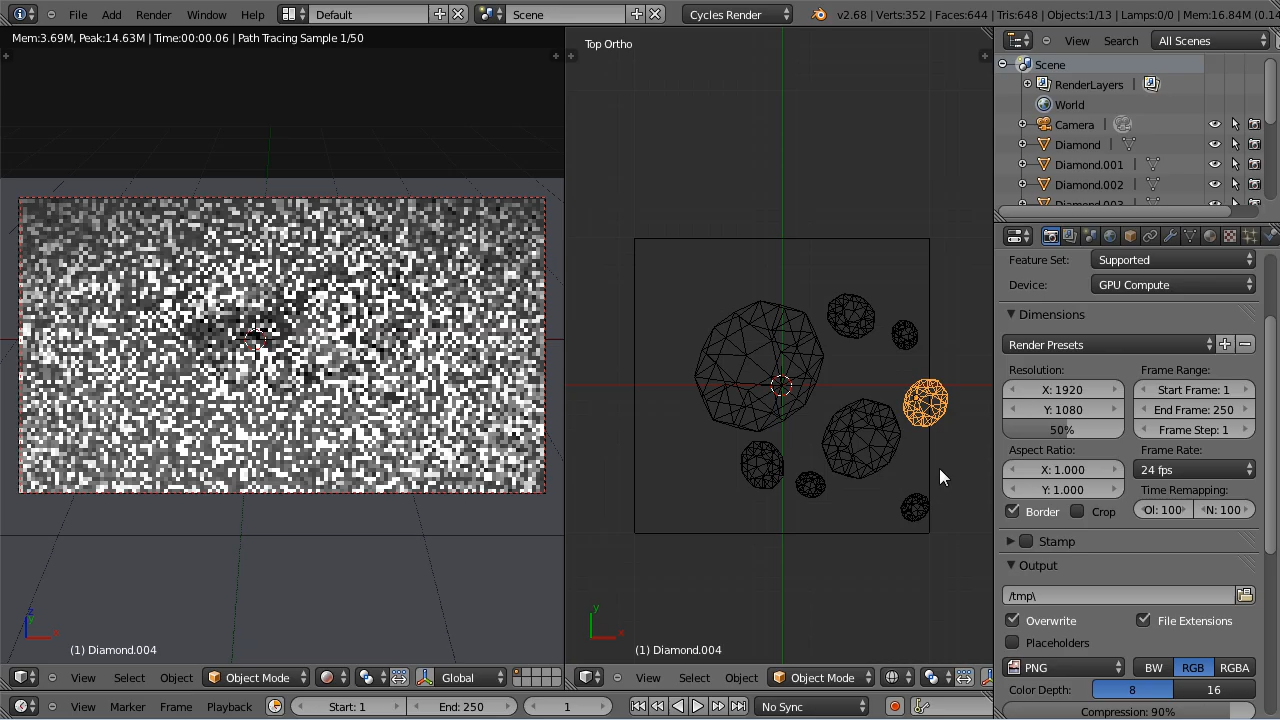 File Add Render Window Help Default Scene Cycles Render v2.68 | Verts:352 | Faces:644 | Tris:648 | Objects:1/13 | Lamps:0/0 | Mem:16.84M (0.14
Mem:3.69M, Peak:14.63M | Time:00:00.06 | Path Tracing Sample 1/50
Top Ortho
View Search All Scenes
Scene
RenderLayers
World
Camera
Diamond
Diamond.001
Diamond.002
Diamond.003
Feature Set: Supported
Device: GPU Compute
Dimensions
Render Presets
Resolution: Frame Range:
X: 1920 Start Frame: 1
Y: 1080 End Frame: 250
50% Frame Step: 1
Aspect Ratio: Frame Rate:
X: 1.000 24 fps
Y: 1.000 Time Remapping:
Border Crop Ol: 100 N: 100
Stamp
Output
/tmp\
Overwrite File Extensions
Placeholders
PNG BW RGB RGBA
Color Depth: 8 16
Compression: 90%
z
y
x
x
(1) Diamond.004
(1) Diamond.004
View Select Object Object Mode Global
View Select Object Object Mode
View Marker Frame Playback Start: 1 End: 250 1 No Sync